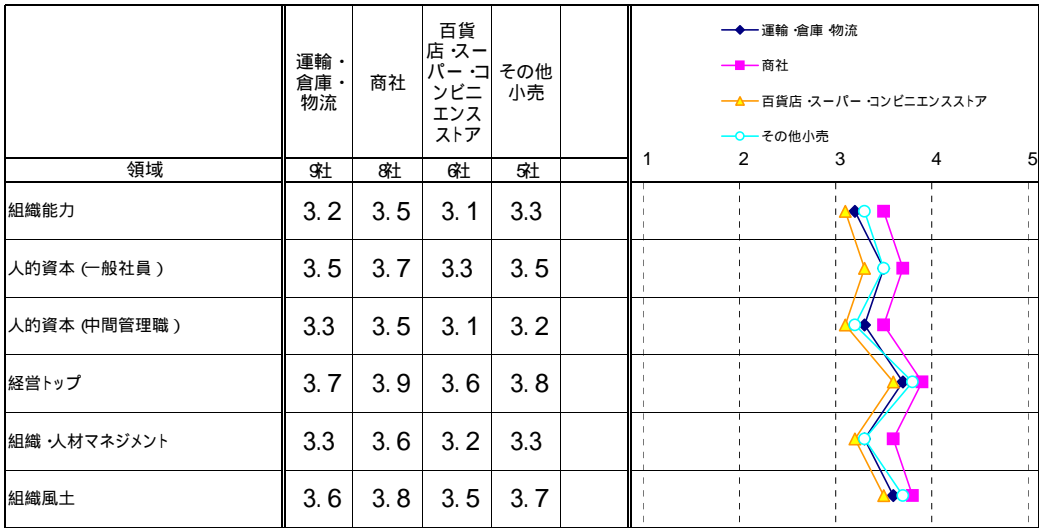 運輸・
倉庫・
物流
商社
百貨
店・スー
パー・コ
ンビニ
エンス
ストア
その他
小売
領域 9社 8社 6社 5社
組織能力 3.2 3.5 3.1 3.3
人的資本(一般社員) 3.5 3.7 3.3 3.5
人的資本(中間管理職) 3.3 3.5 3.1 3.2
経営トップ 3.7 3.9 3.6 3.8
組織・人材マネジメント 3.3 3.6 3.2 3.3
組織風土 3.6 3.8 3.5 3.7
運輸・倉庫・物流
商社
百貨店・スーパー・コンビニエンスストア
その他小売
1 2 3 4 5